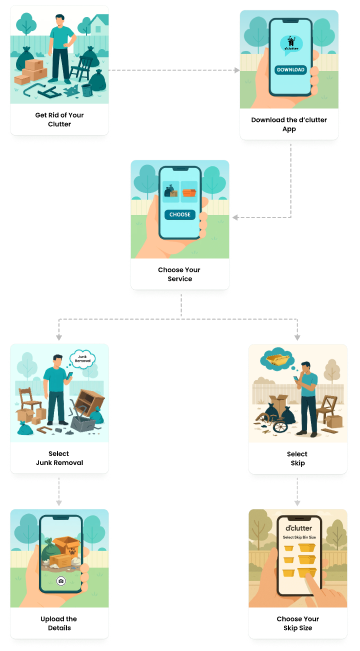 Get Rid of Your
Clutter
d'clutter
DOWNLOAD
Download the d'clutter
App
CHOOSE
Choose Your
Service
Junk
Removal
Select
Junk Removal
Select
Skip
Upload the
Details
d'clutter
Select Skip Bin Size
Choose Your
Skip Size